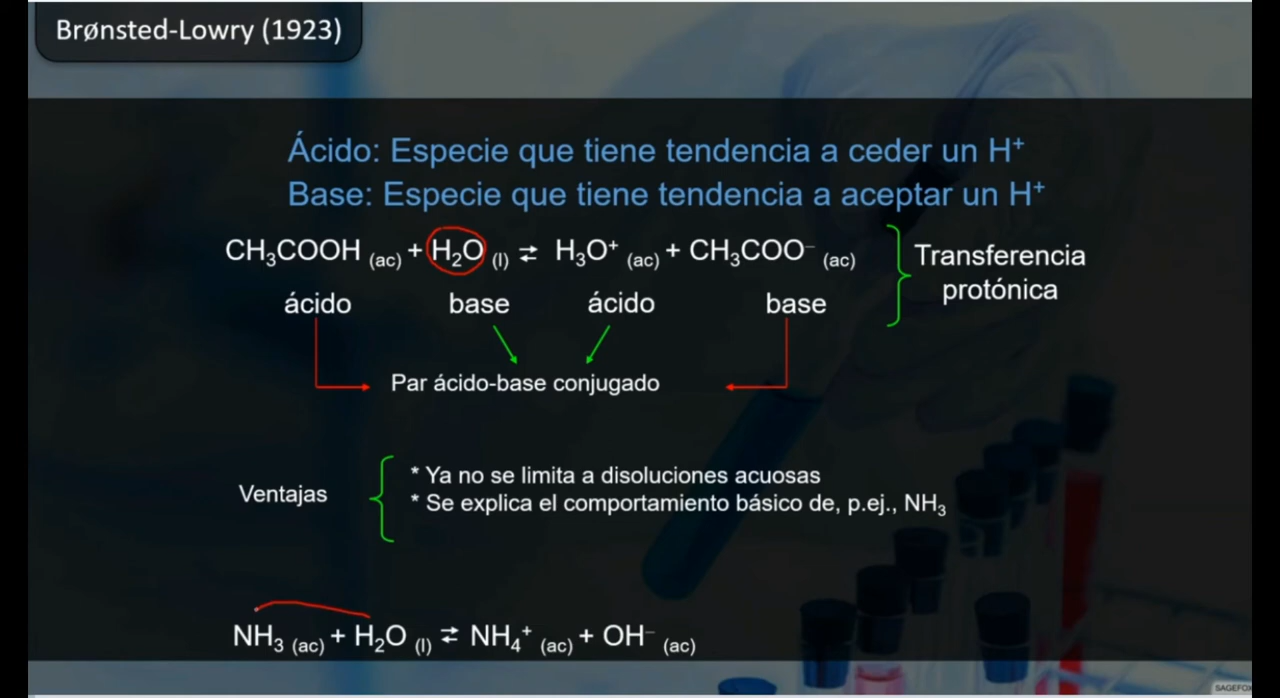 Brønsted-Lowry (1923)
Ácido: Especie que tiene tendencia a ceder un H⁺
Base: Especie que tiene tendencia a aceptar un H⁺
CH₃COOH (ac) + H₂O (l) ⇄ H₃O⁺ (ac) + CH₃COO⁻ (ac)
Transferencia
protónica
ácido base ácido base
Par ácido-base conjugado
Ventajas
* Ya no se limita a disoluciones acuosas
* Se explica el comportamiento básico de, p.ej., NH₃
NH₃ (ac) + H₂O (l) ⇄ NH₄⁺ (ac) + OH⁻ (ac)
SAGEFOX